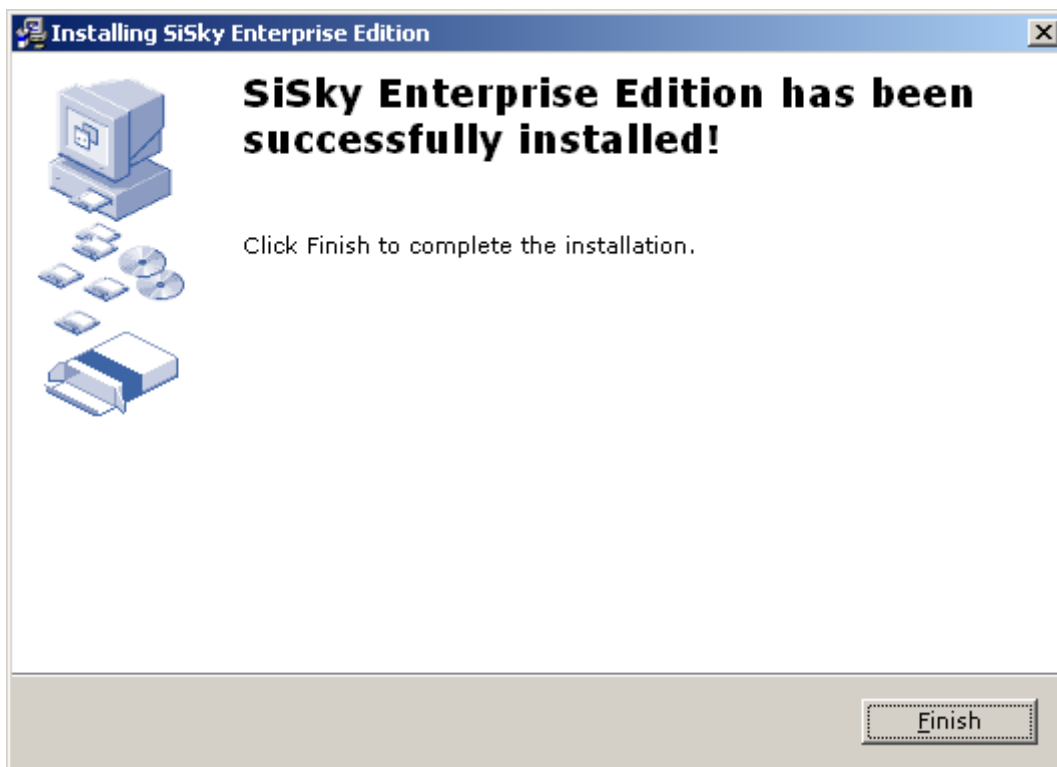 Installing SiSky Enterprise Edition
SiSky Enterprise Edition has been
successfully installed!
Click Finish to complete the installation.
Finish